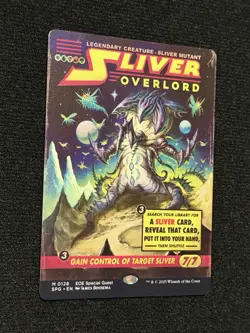 LEGENDARY CREATURE - SLIVER MUTANT
SLIVER
OVERLORD
3
SEARCH YOUR LIBRARY FOR
A SLIVER CARD,
REVEAL THAT CARD,
PUT IT INTO YOUR HAND,
THEN SHUFFLE
3
GAIN CONTROL OF TARGET SLIVER
7/7
M 0128 EOE Special Guest
SPG • EN
™ & © 2025 Wizards of the Coast